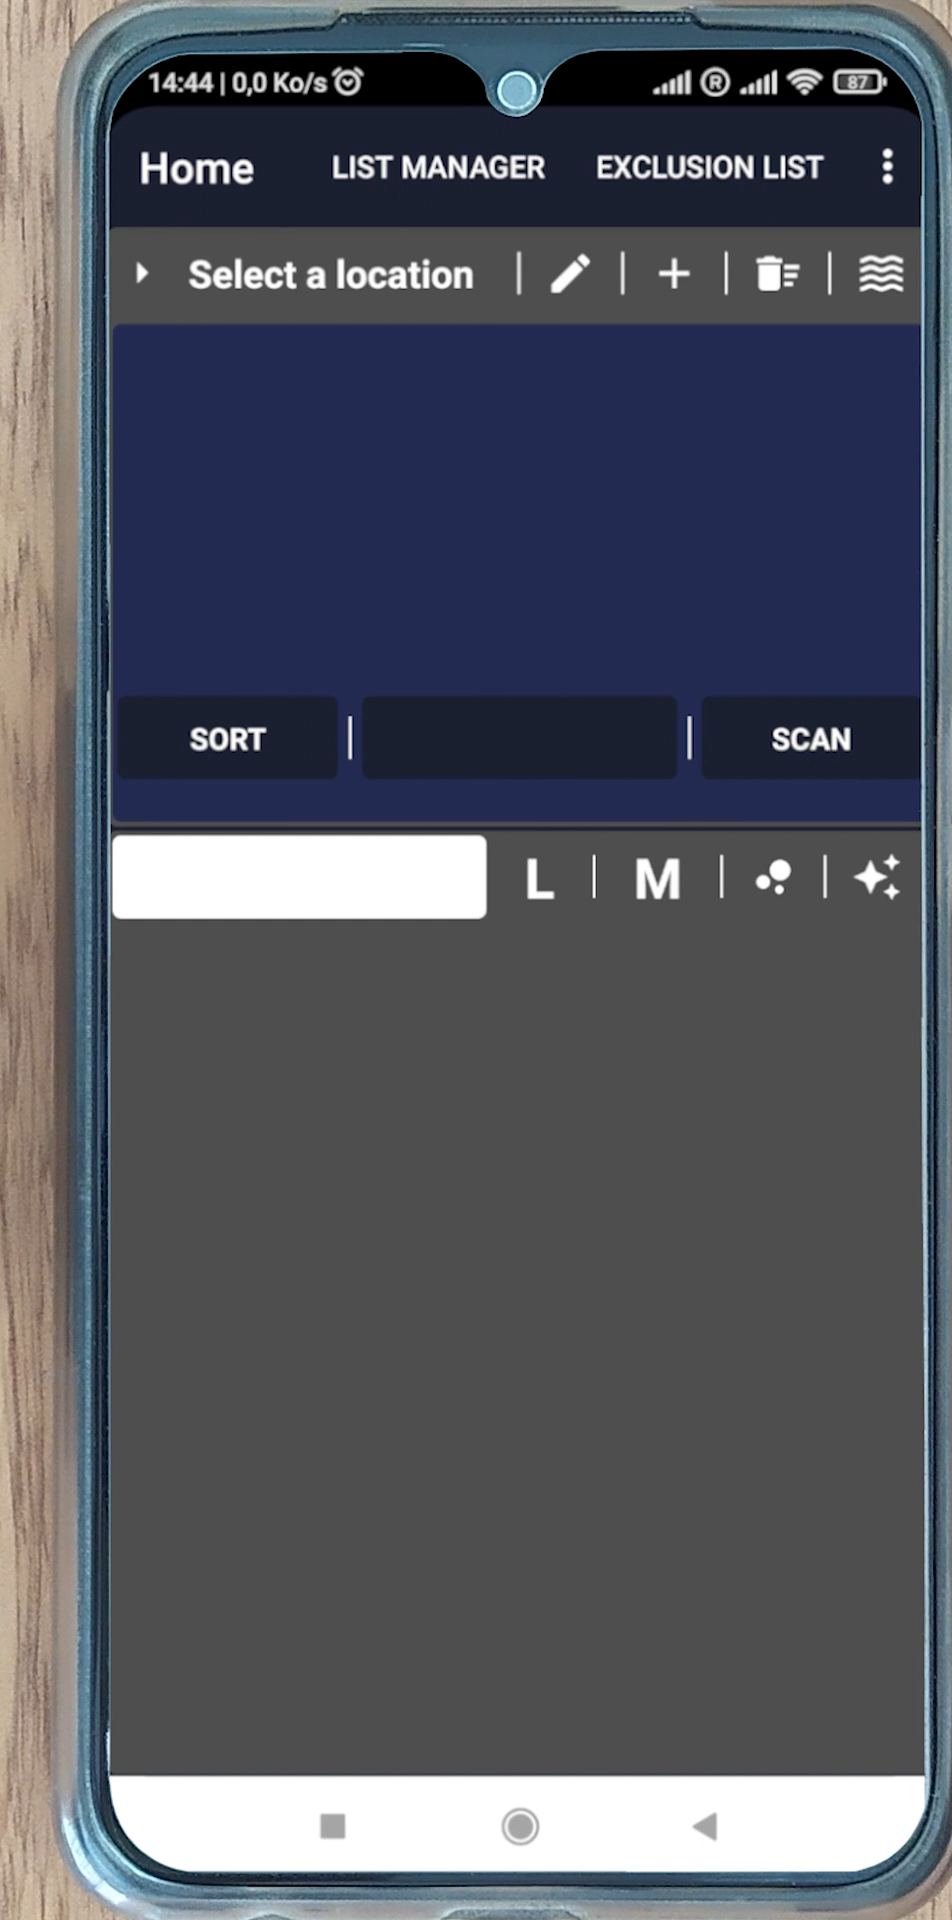 14:44 | 0,0 Ko/s ® 87
Home LIST MANAGER EXCLUSION LIST
Select a location
SORT SCAN
L M